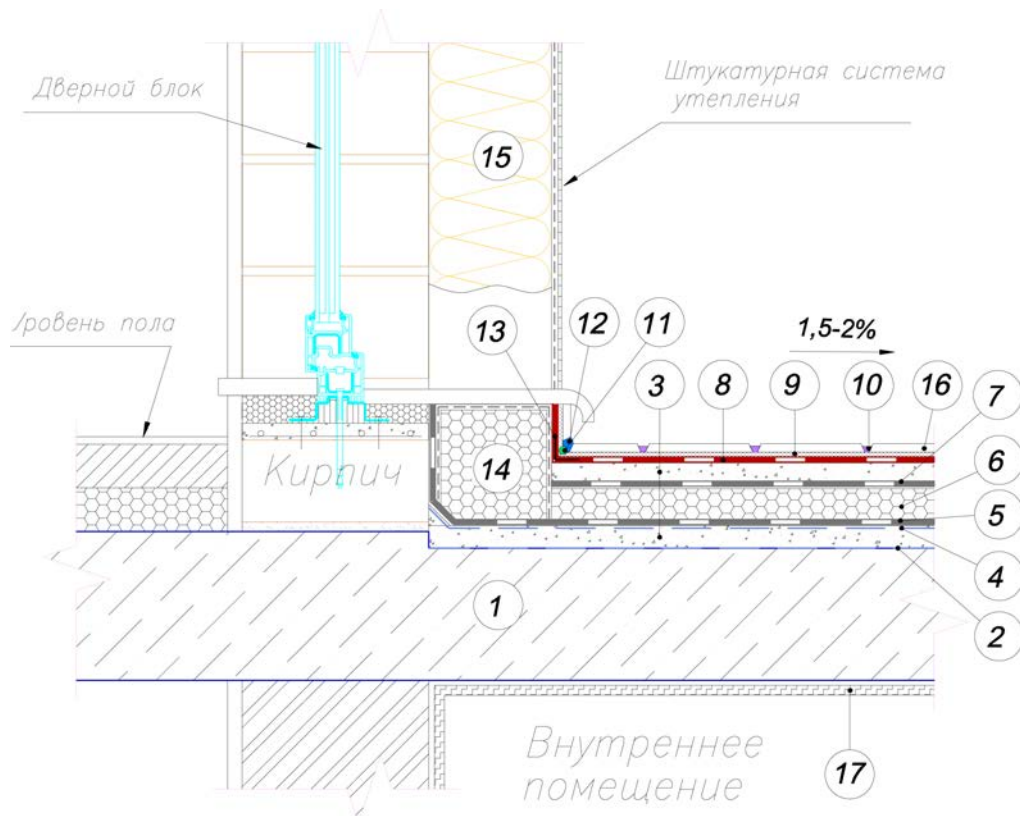 Дверной блок
Штукатурная система
утепления
15
Уровень пола
13
12
11
1,5-2%
3
8
9
10
16
7
14
Кирпич
6
5
4
1
2
Внутреннее
помещение
17